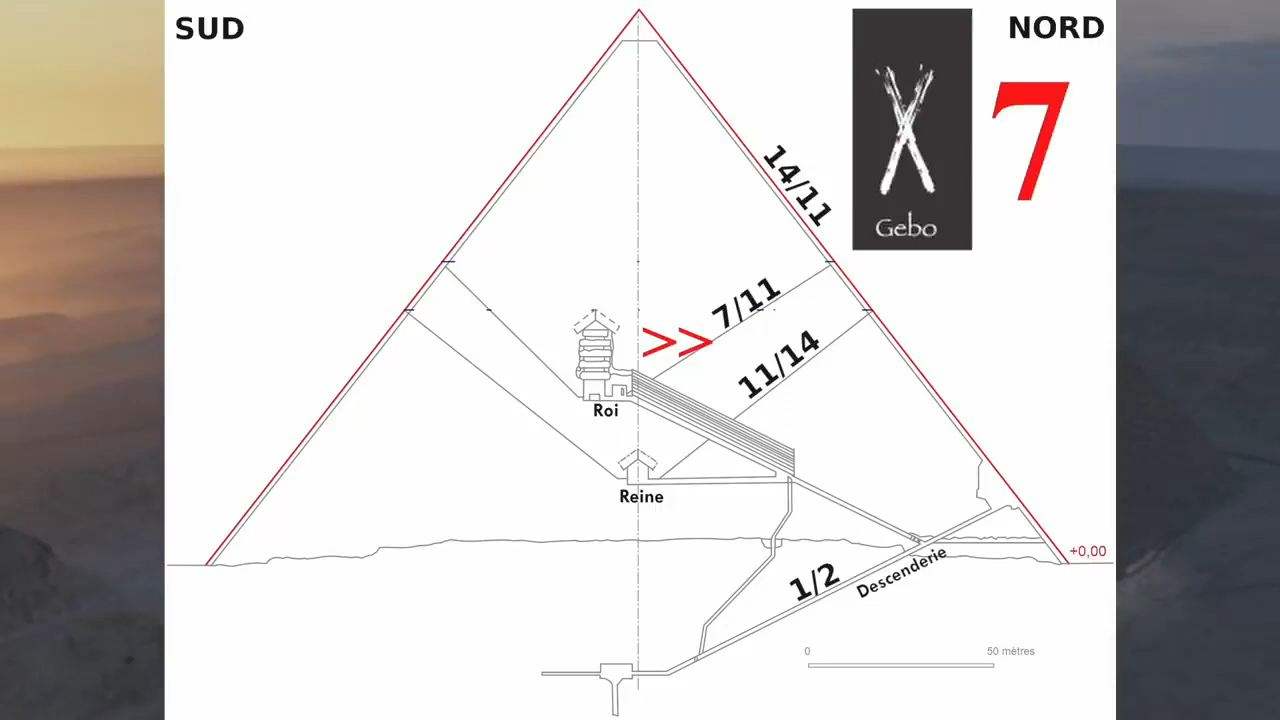 SUD
NORD
7
Gebo
14/11
7/11
>>
11/14
Roi
Reine
+0,00
1/2
Descenderie
0
50 mètres